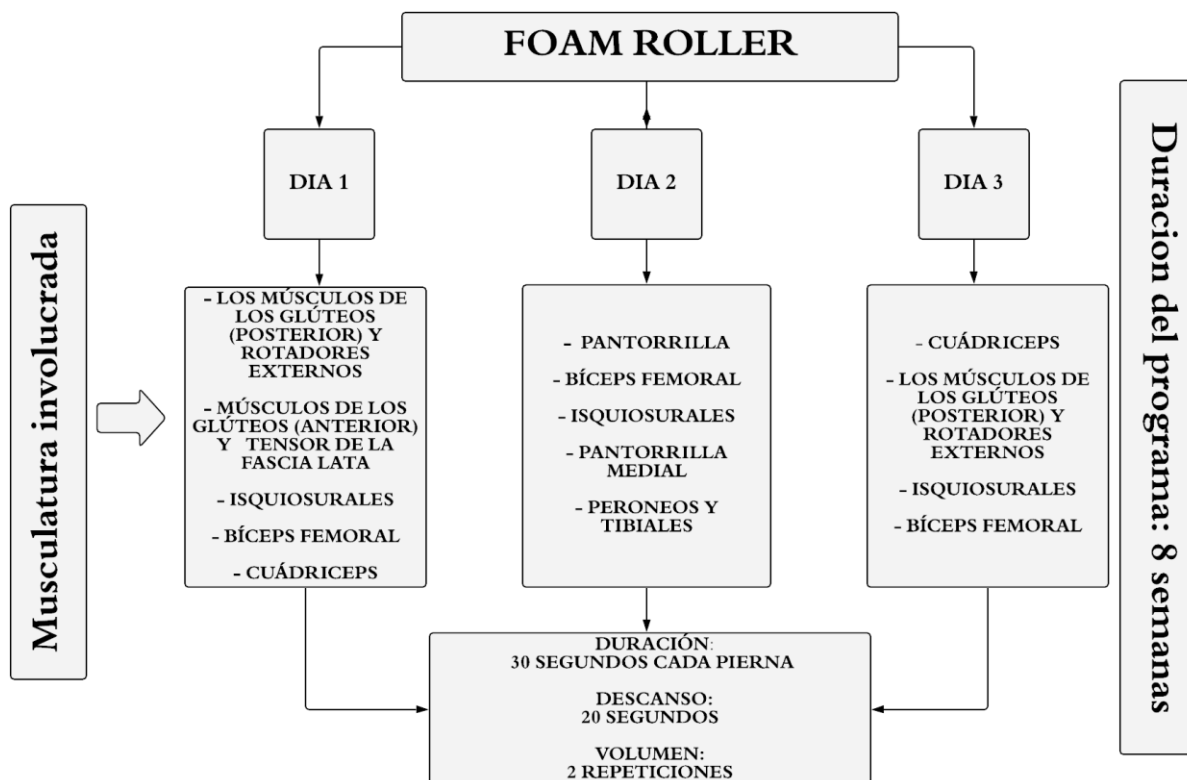 FOAM ROLLER
DIA 1
DIA 2
DIA 3
Musculatura involucrada
- LOS MÚSCULOS DE
LOS GLÚTEOS
(POSTERIOR) Y
ROTADORES
EXTERNOS
- MÚSCULOS DE LOS
GLÚTEOS (ANTERIOR)
Y TENSOR DE LA
FASCIA LATA
- ISQUIOSURALES
- BÍCEPS FEMORAL
- CUÁDRICEPS
- PANTORRILLA
- BÍCEPS FEMORAL
- ISQUIOSURALES
- PANTORRILLA
MEDIAL
- PERONEOS Y
TIBIALES
- CUÁDRICEPS
- LOS MÚSCULOS DE
LOS GLÚTEOS
(POSTERIOR) Y
ROTADORES
EXTERNOS
- ISQUIOSURALES
- BÍCEPS FEMORAL
Duracion del programa: 8 semanas
DURACIÓN:
30 SEGUNDOS CADA PIERNA
DESCANSO:
20 SEGUNDOS
VOLUMEN:
2 REPETICIONES